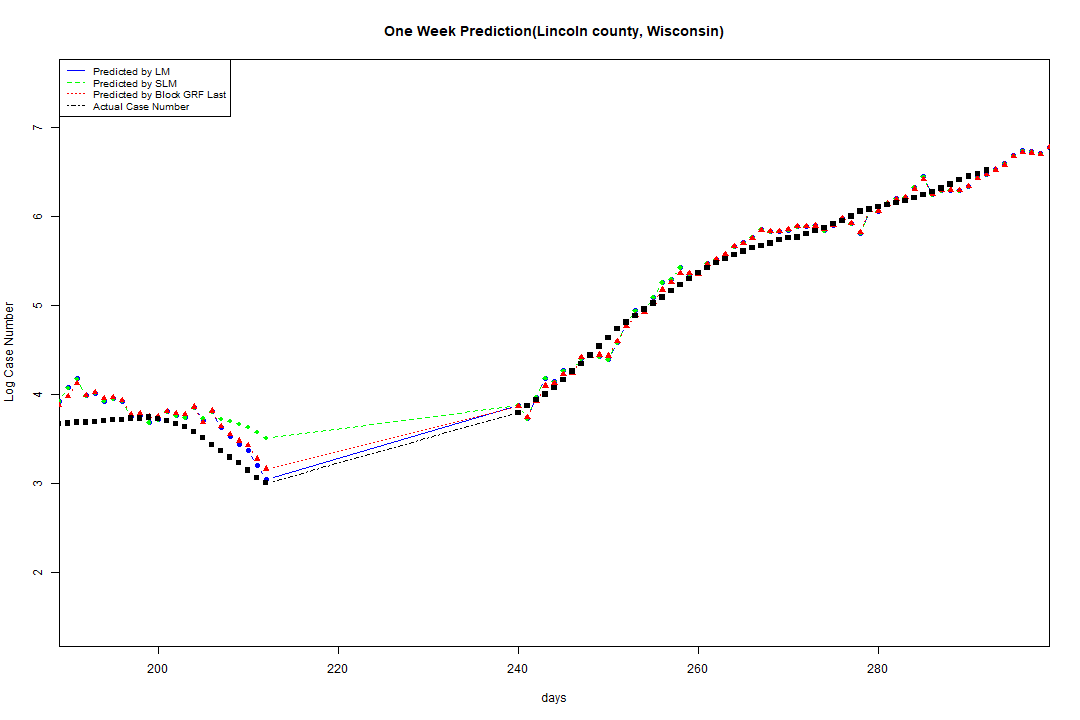 One Week Prediction(Lincoln county, Wisconsin)
Predicted by LM
Predicted by SLM
Predicted by Block GRF Last
Actual Case Number
7
6
5
4
3
2
Log Case Number
200 220 240 260 280
days